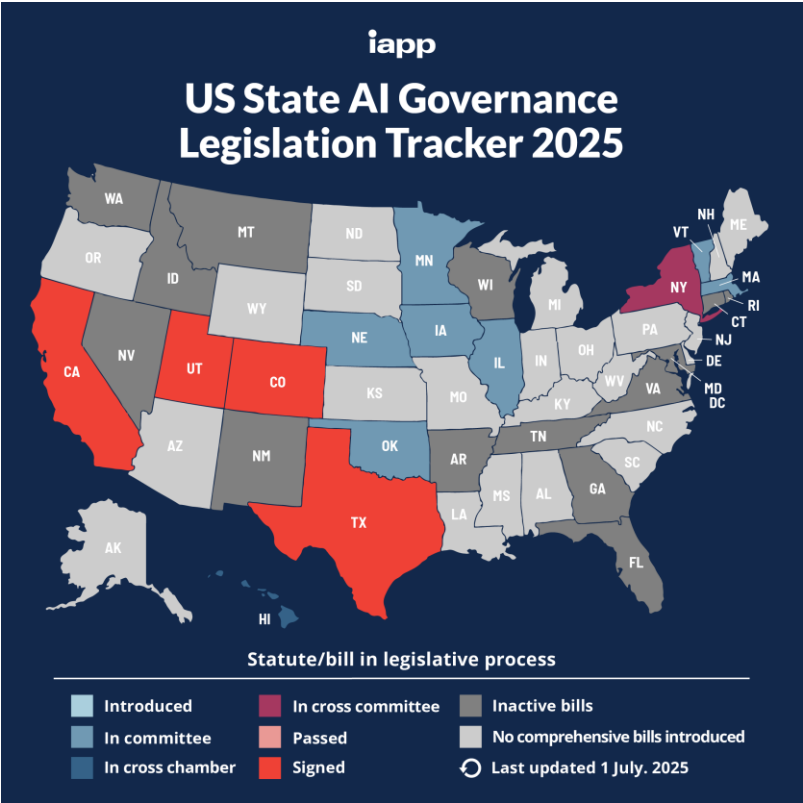 iapp
US State AI Governance
Legislation Tracker 2025
WA
MT
ND
MN
OR
ID
SD
WI
MI
NH
VT
ME
NY
MA
RI
CT
WY
NE
IA
PA
NJ
NV
UT
CO
IL
IN
OH
DE
MD
DC
CA
KS
MO
WV
VA
KY
NC
AZ
NM
OK
AR
TN
SC
TX
LA
MS
AL
GA
FL
AK
HI
Statute/bill in legislative process
Introduced
In committee
In cross chamber
In cross committee
Passed
Signed
Inactive bills
No comprehensive bills introduced
Last updated 1 July. 2025